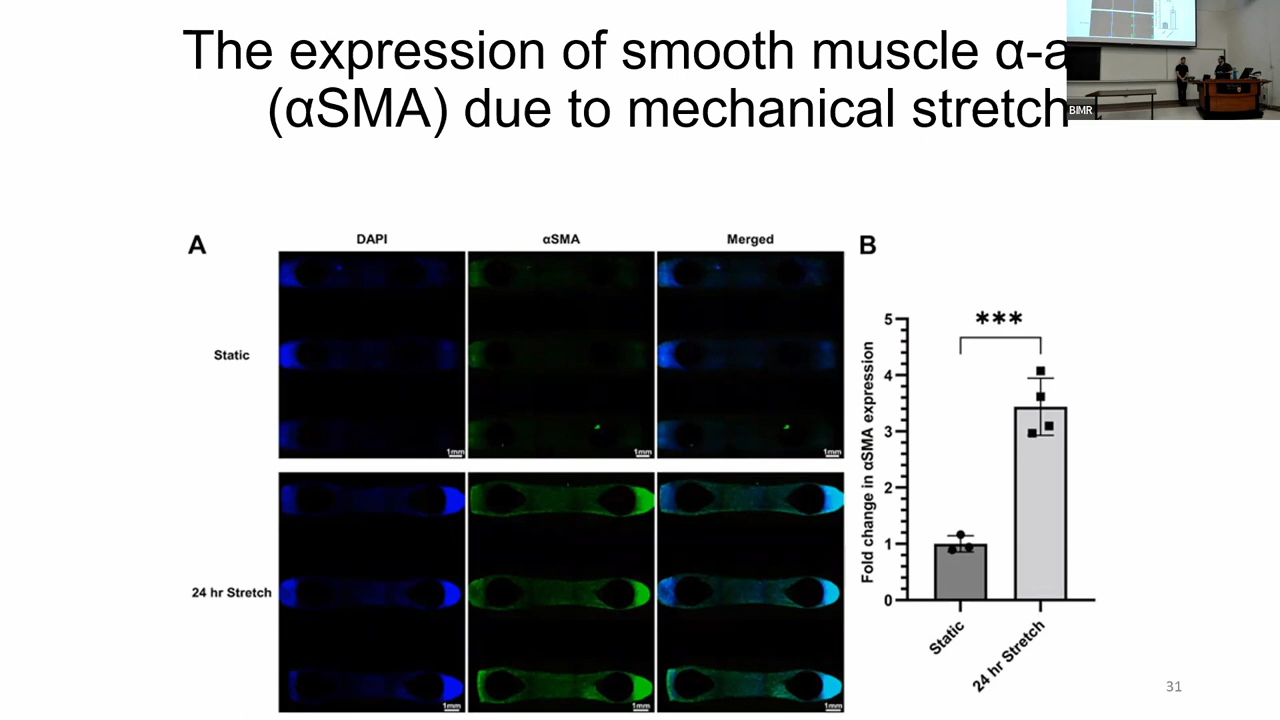 The expression of smooth muscle α-a
(αSMA) due to mechanical stretch
BIMR
A
DAPI
αSMA
Merged
B
Static
1mm
1mm
1mm
24 hr Stretch
1mm
1mm
1mm
Fold change in αSMA expression
5
4
3
2
1
0
***
Static
24 hr Stretch
31